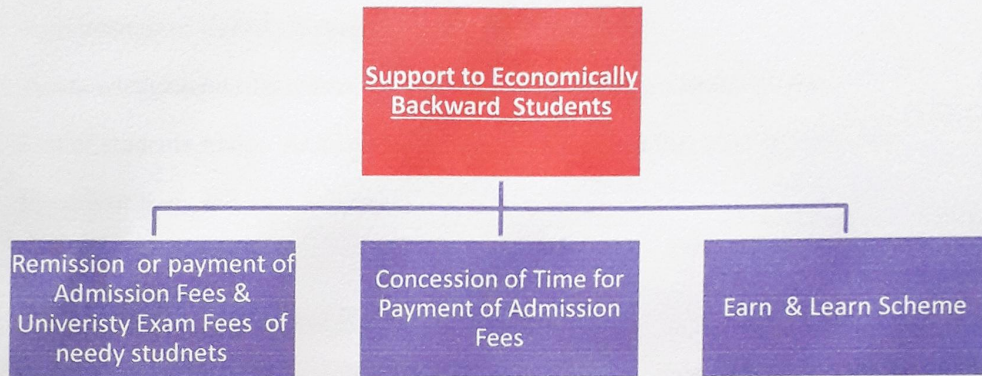 Support to Economically
Backward Students
Remission or payment of
Admission Fees &
Univeristy Exam Fees of
needy studnets
Concession of Time for
Payment of Admission
Fees
Earn & Learn Scheme